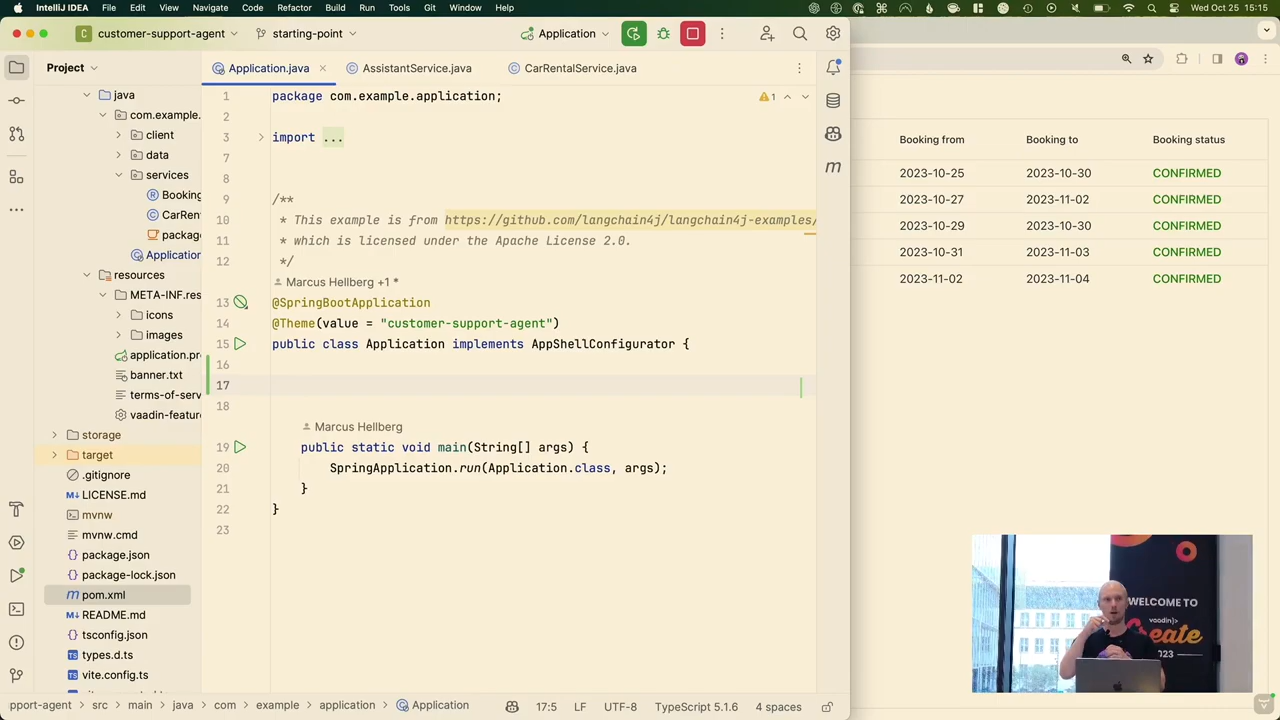 IntelliJ IDEA File Edit View Navigate Code Refactor Build Run Tools Git Window Help Wed Oct 25 15:15
C customer-support-agent starting-point Application
Project
Application.java AssistantService.java CarRentalService.java
java
com.example.
client
data
services
Booking
CarRen
packag
Application
resources
META-INF.res
icons
images
application.pr
banner.txt
terms-of-serv
vaadin-featur
storage
target
.gitignore
LICENSE.md
mvnw
mvnw.cmd
package.json
package-lock.json
pom.xml
README.md
tsconfig.json
types.d.ts
vite.config.ts
1 package com.example.application;
2
3 import ...
7
8
9 /**
10 * This example is from https://github.com/langchain4j/langchain4j-examples/
11 * which is licensed under the Apache License 2.0.
12 */
Marcus Hellberg +1 *
13 @SpringBootApplication
14 @Theme(value = "customer-support-agent")
15 public class Application implements AppShellConfigurator {
16
17
18
Marcus Hellberg
19 public static void main(String[] args) {
20 SpringApplication.run(Application.class, args);
21 }
22 }
23
1
m
Booking from Booking to Booking status
2023-10-25 2023-10-30 CONFIRMED
2023-10-27 2023-11-02 CONFIRMED
2023-10-29 2023-10-30 CONFIRMED
2023-10-31 2023-11-03 CONFIRMED
2023-11-02 2023-11-04 CONFIRMED
WELCOME TO
vaadin}>
Create
2023
pport-agent src main java com example application Application 17:5 LF UTF-8 TypeScript 5.1.6 4 spaces